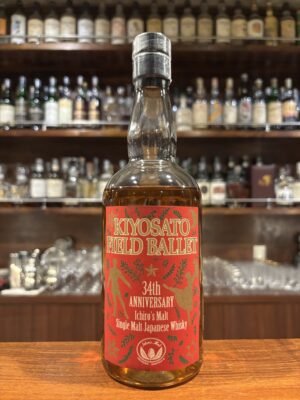 KIYOSATO
FIELD BALLET
34th
ANNIVERSARY
Ichiro's Malt
Single Malt Japanese Whisky